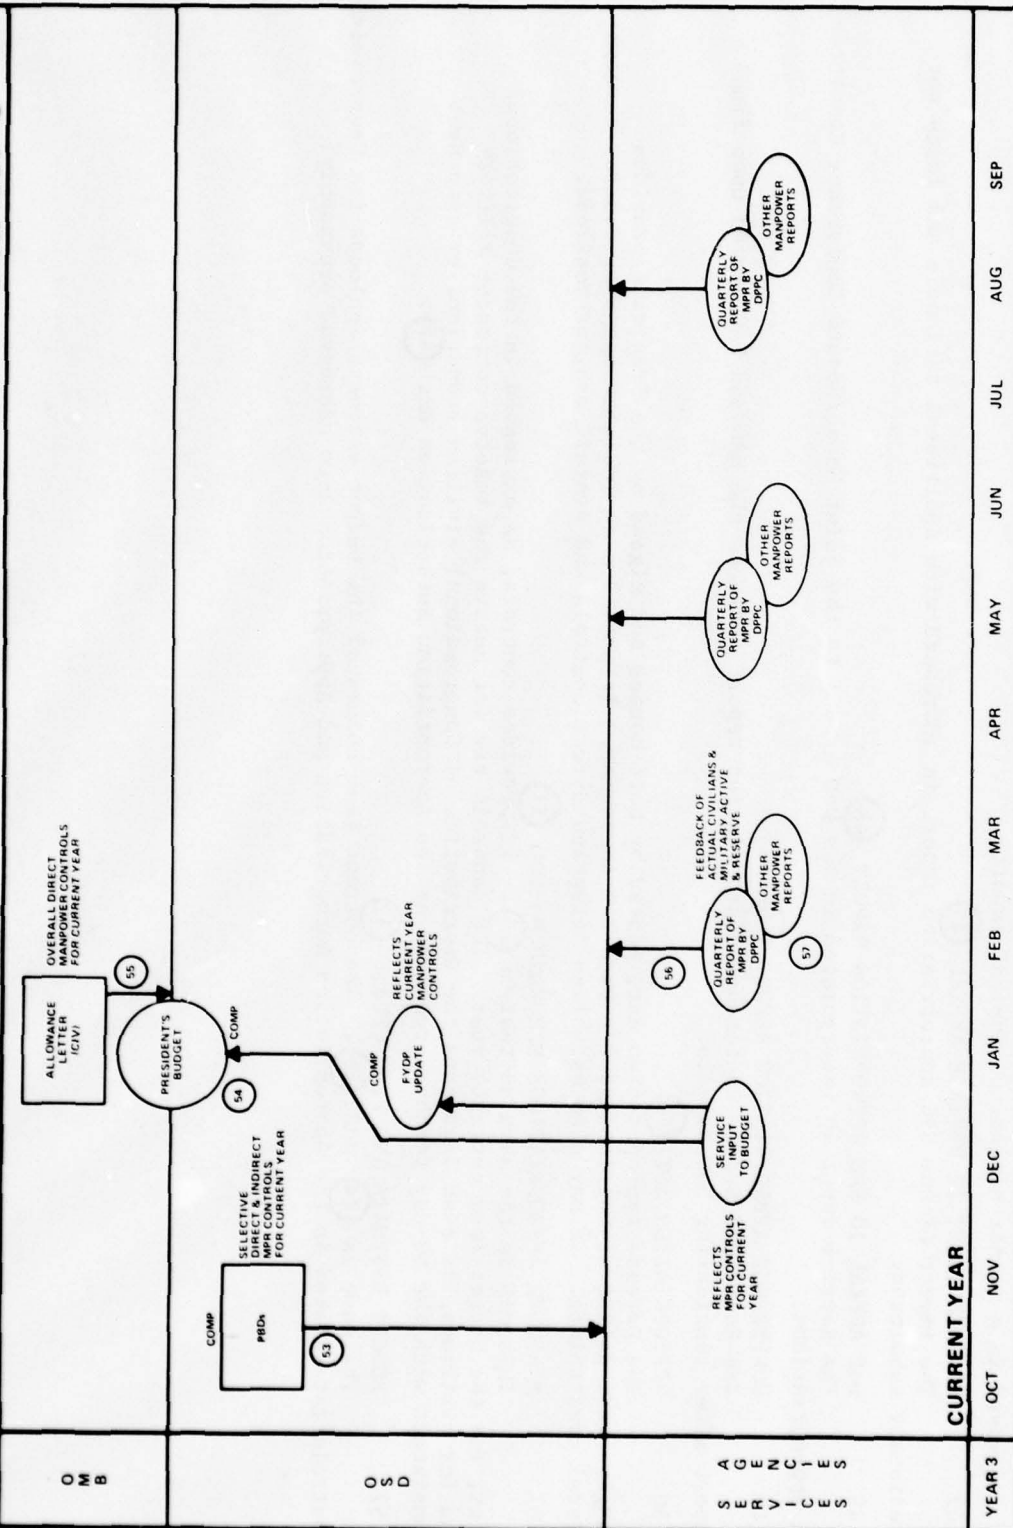 OMB
ALLOWANCE
LETTER
(CIV)
OVERALL DIRECT
MANPOWER CONTROLS
FOR CURRENT YEAR
55
PRESIDENT'S
BUDGET
COMP
54
OSD
COMP
PBDs
SELECTIVE
DIRECT & INDIRECT
MPR CONTROLS
FOR CURRENT YEAR
53
COMP
FYDP
UPDATE
REFLECTS
CURRENT YEAR
MANPOWER
CONTROLS
SERVICES
AGENCIES
REFLECTS
MPR CONTROLS
FOR CURRENT
YEAR
SERVICE
INPUT
TO BUDGET
56
QUARTERLY
REPORT OF
MPR BY
DPPC
FEEDBACK OF
ACTUAL CIVILIANS &
MILITARY ACTIVE
& RESERVE
OTHER
MANPOWER
REPORTS
57
QUARTERLY
REPORT OF
MPR BY
DPPC
OTHER
MANPOWER
REPORTS
QUARTERLY
REPORT OF
MPR BY
DPPC
OTHER
MANPOWER
REPORTS
CURRENT YEAR
YEAR 3 OCT NOV DEC JAN FEB MAR APR MAY JUN JUL AUG SEP